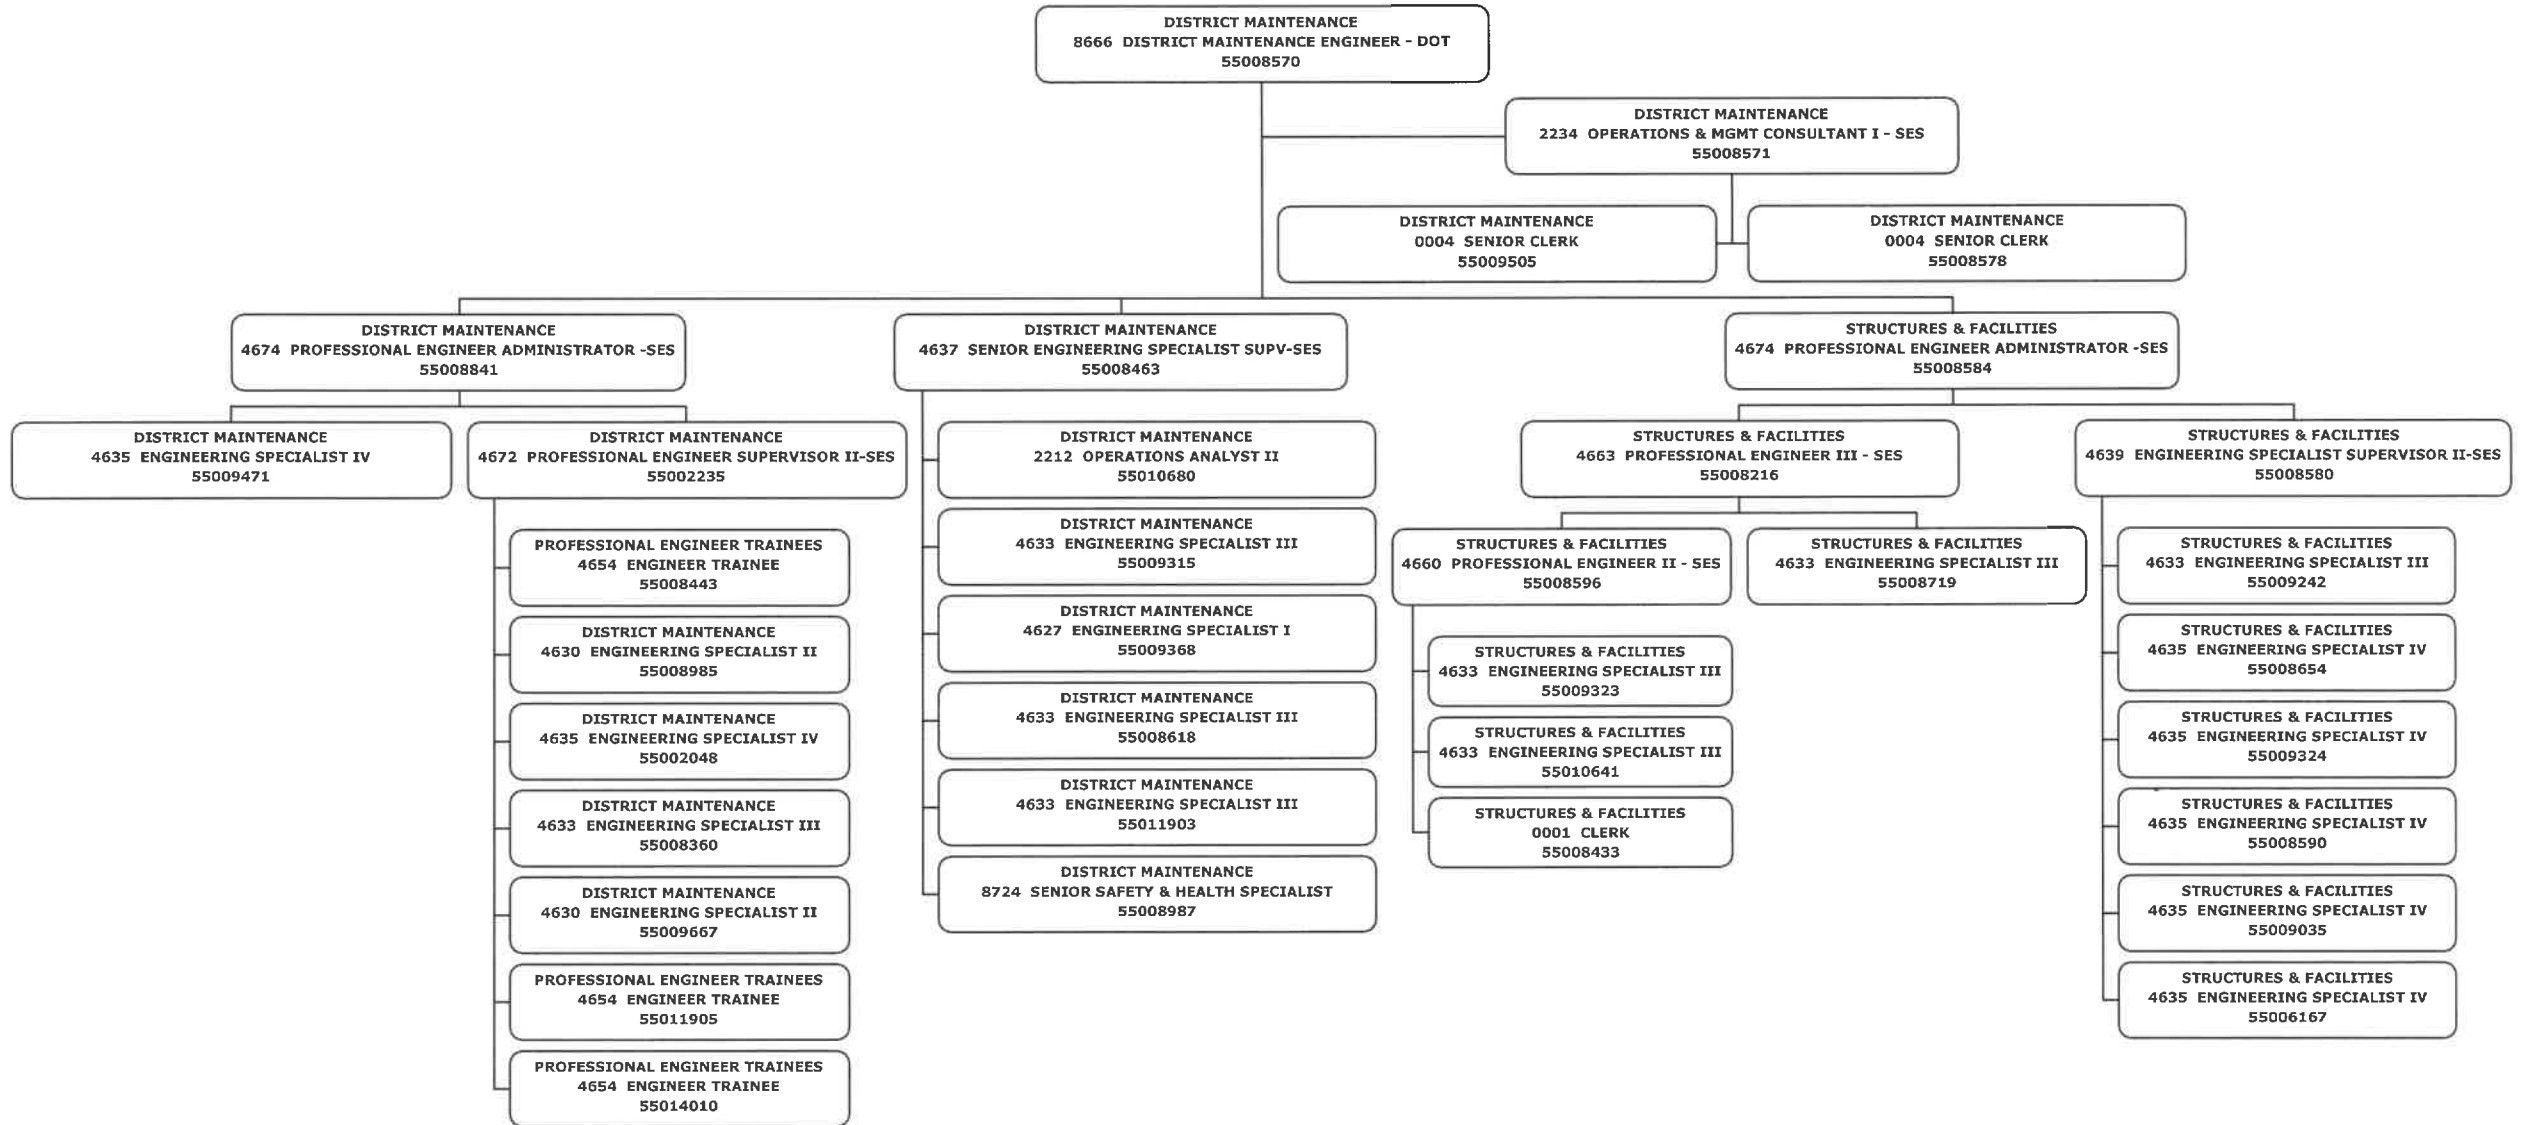 DISTRICT MAINTENANCE
8666 DISTRICT MAINTENANCE ENGINEER - DOT
55008570
DISTRICT MAINTENANCE
2234 OPERATIONS & MGMT CONSULTANT I - SES
55008571
DISTRICT MAINTENANCE
0004 SENIOR CLERK
55009505
DISTRICT MAINTENANCE
0004 SENIOR CLERK
55008578
DISTRICT MAINTENANCE
4674 PROFESSIONAL ENGINEER ADMINISTRATOR -SES
55008841
DISTRICT MAINTENANCE
4637 SENIOR ENGINEERING SPECIALIST SUPV-SES
55008463
STRUCTURES & FACILITIES
4674 PROFESSIONAL ENGINEER ADMINISTRATOR -SES
55008584
DISTRICT MAINTENANCE
4635 ENGINEERING SPECIALIST IV
55009471
DISTRICT MAINTENANCE
4672 PROFESSIONAL ENGINEER SUPERVISOR II-SES
55002235
PROFESSIONAL ENGINEER TRAINEES
4654 ENGINEER TRAINEE
55008443
DISTRICT MAINTENANCE
4630 ENGINEERING SPECIALIST II
55008985
DISTRICT MAINTENANCE
4635 ENGINEERING SPECIALIST IV
55002048
DISTRICT MAINTENANCE
4633 ENGINEERING SPECIALIST III
55008360
DISTRICT MAINTENANCE
4630 ENGINEERING SPECIALIST II
55009667
PROFESSIONAL ENGINEER TRAINEES
4654 ENGINEER TRAINEE
55011905
PROFESSIONAL ENGINEER TRAINEES
4654 ENGINEER TRAINEE
55014010
DISTRICT MAINTENANCE
2212 OPERATIONS ANALYST II
55010680
DISTRICT MAINTENANCE
4633 ENGINEERING SPECIALIST III
55009315
DISTRICT MAINTENANCE
4627 ENGINEERING SPECIALIST I
55009368
DISTRICT MAINTENANCE
4633 ENGINEERING SPECIALIST III
55008618
DISTRICT MAINTENANCE
4633 ENGINEERING SPECIALIST III
55011903
DISTRICT MAINTENANCE
8724 SENIOR SAFETY & HEALTH SPECIALIST
55008987
STRUCTURES & FACILITIES
4663 PROFESSIONAL ENGINEER III - SES
55008216
STRUCTURES & FACILITIES
4660 PROFESSIONAL ENGINEER II - SES
55008596
STRUCTURES & FACILITIES
4633 ENGINEERING SPECIALIST III
55008719
STRUCTURES & FACILITIES
4633 ENGINEERING SPECIALIST III
55009323
STRUCTURES & FACILITIES
4633 ENGINEERING SPECIALIST III
55010641
STRUCTURES & FACILITIES
0001 CLERK
55008433
STRUCTURES & FACILITIES
4639 ENGINEERING SPECIALIST SUPERVISOR II-SES
55008580
STRUCTURES & FACILITIES
4633 ENGINEERING SPECIALIST III
55009242
STRUCTURES & FACILITIES
4635 ENGINEERING SPECIALIST IV
55008654
STRUCTURES & FACILITIES
4635 ENGINEERING SPECIALIST IV
55009324
STRUCTURES & FACILITIES
4635 ENGINEERING SPECIALIST IV
55008590
STRUCTURES & FACILITIES
4635 ENGINEERING SPECIALIST IV
55009035
STRUCTURES & FACILITIES
4635 ENGINEERING SPECIALIST IV
55006167